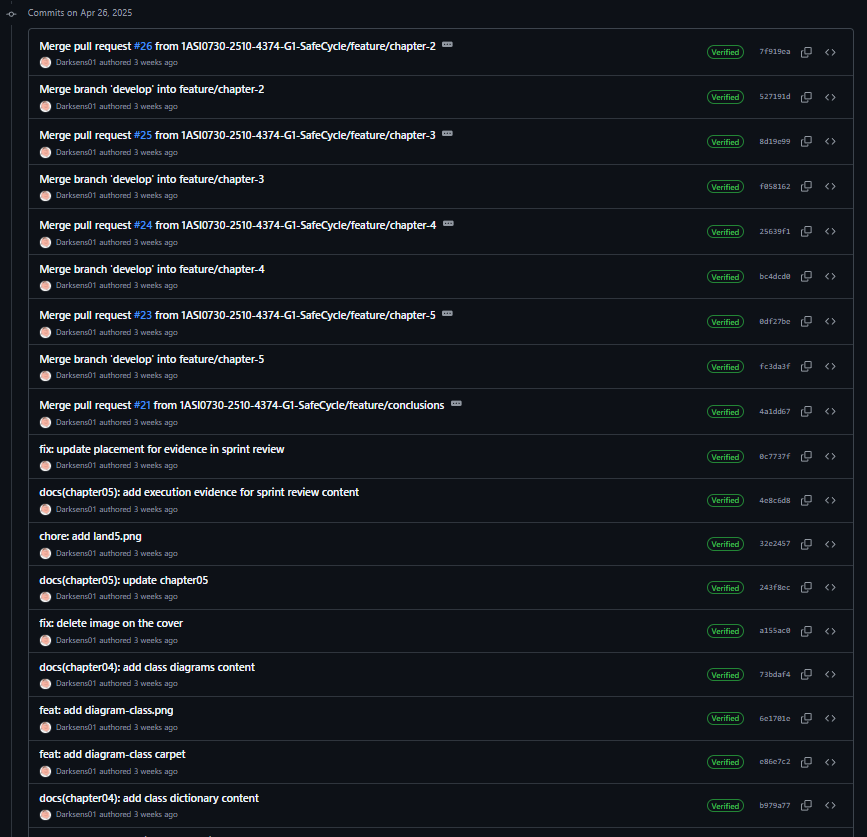 Commits on Apr 26, 2025
Merge pull request #26 from 1ASI0730-2510-4374-G1-SafeCycle/feature/chapter-2
Verified 7f919ea
Darksens01 authored 3 weeks ago
Merge branch 'develop' into feature/chapter-2
Verified 527191d
Darksens01 authored 3 weeks ago
Merge pull request #25 from 1ASI0730-2510-4374-G1-SafeCycle/feature/chapter-3
Verified 8d19e99
Darksens01 authored 3 weeks ago
Merge branch 'develop' into feature/chapter-3
Verified f058162
Darksens01 authored 3 weeks ago
Merge pull request #24 from 1ASI0730-2510-4374-G1-SafeCycle/feature/chapter-4
Verified 25639f1
Darksens01 authored 3 weeks ago
Merge branch 'develop' into feature/chapter-4
Verified bc4dcd0
Darksens01 authored 3 weeks ago
Merge pull request #23 from 1ASI0730-2510-4374-G1-SafeCycle/feature/chapter-5
Verified 0df27be
Darksens01 authored 3 weeks ago
Merge branch 'develop' into feature/chapter-5
Verified fc3da3f
Darksens01 authored 3 weeks ago
Merge pull request #21 from 1ASI0730-2510-4374-G1-SafeCycle/feature/conclusions
Verified 4a1dd67
Darksens01 authored 3 weeks ago
fix: update placement for evidence in sprint review
Verified 0c7737f
Darksens01 authored 3 weeks ago
docs(chapter05): add execution evidence for sprint review content
Verified 4e8c6d8
Darksens01 authored 3 weeks ago
chore: add land5.png
Verified 32e2457
Darksens01 authored 3 weeks ago
docs(chapter05): update chapter05
Verified 243f8ec
Darksens01 authored 3 weeks ago
fix: delete image on the cover
Verified a155ac0
Darksens01 authored 3 weeks ago
docs(chapter04): add class diagrams content
Verified 73bdaf4
Darksens01 authored 3 weeks ago
feat: add diagram-class.png
Verified 6e1701e
Darksens01 authored 3 weeks ago
feat: add diagram-class carpet
Verified e86e7c2
Darksens01 authored 3 weeks ago
docs(chapter04): add class dictionary content
Verified b979a77
Darksens01 authored 3 weeks ago